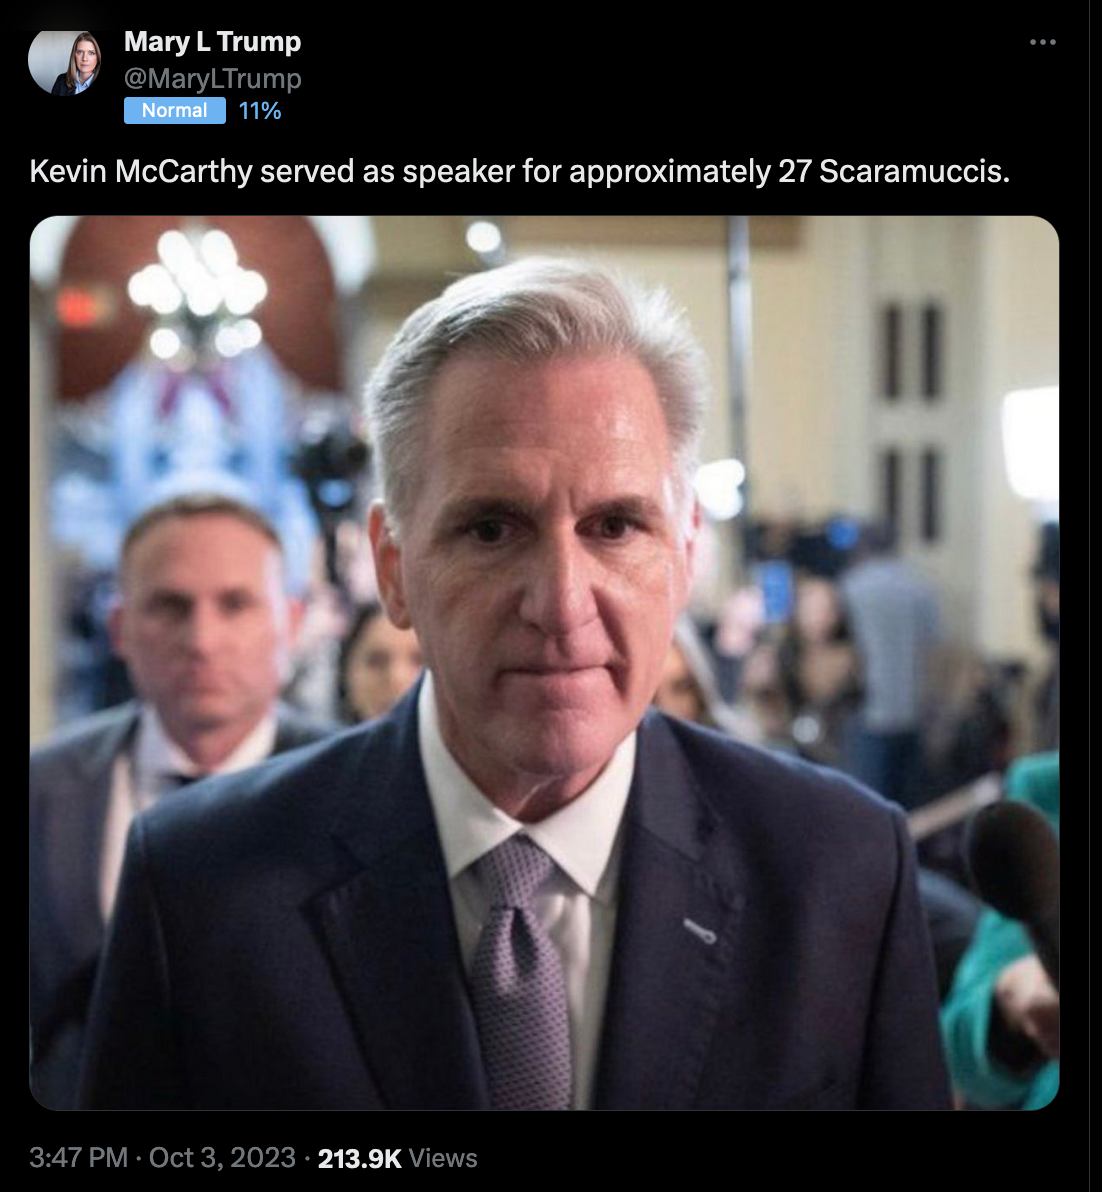 Mary L Trump
@MaryLTrump
Normal 11%
Kevin McCarthy served as speaker for approximately 27 Scaramuccis.
3:47 PM · Oct 3, 2023 · 213.9K Views